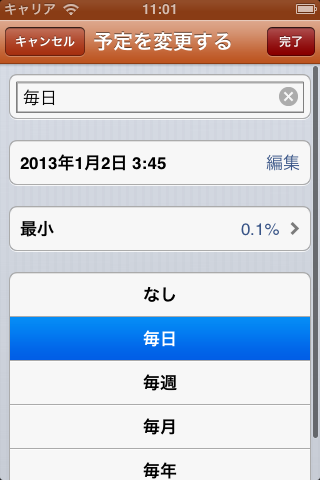 キャリア 11:01
キャンセル 予定を変更する 完了
毎日
2013年1月2日 3:45 編集
最小 0.1%
なし
毎日
毎週
毎月
毎年